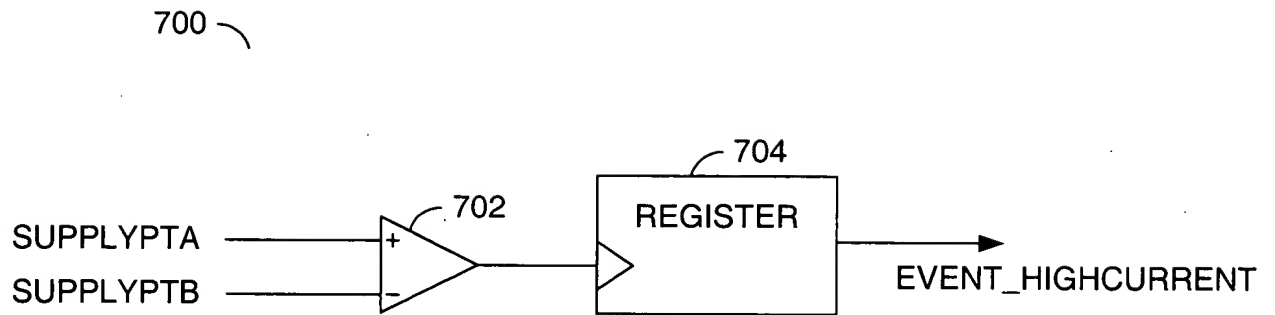 700
704
702
REGISTER
SUPPLYPTA
+
SUPPLYPTB
−
EVENT_HIGHCURRENT